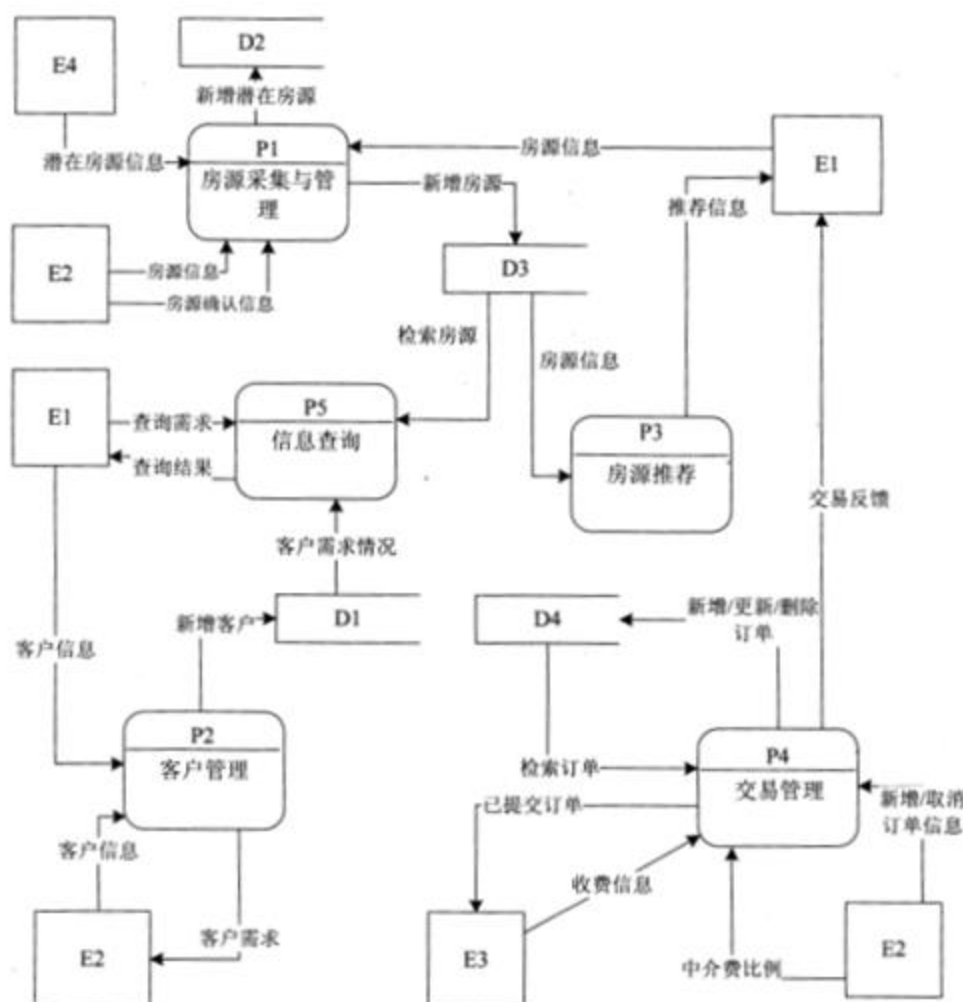 E4
D2
新增潜在房源
潜在房源信息
P1
房源采集与管
理
房源信息
E1
新增房源
推荐信息
E2
房源信息
房源确认信息
D3
检索房源
房源信息
E1
查询需求
查询结果
P5
信息查询
P3
房源推荐
客户需求情况
交易反馈
新增客户
D1
D4
新增/更新/删除
订单
客户信息
P2
客户管理
检索订单
已提交订单
P4
交易管理
新增/取消
订单信息
客户信息
收费信息
E2
客户需求
E3
中介费比例
E2